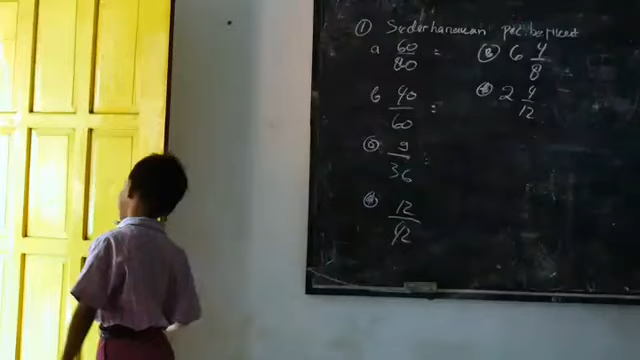 ① Sederhanakan pec berikut
a 60/80 =
b 40/60 =
9/36 =
12/42
6 4/8
2 4/12